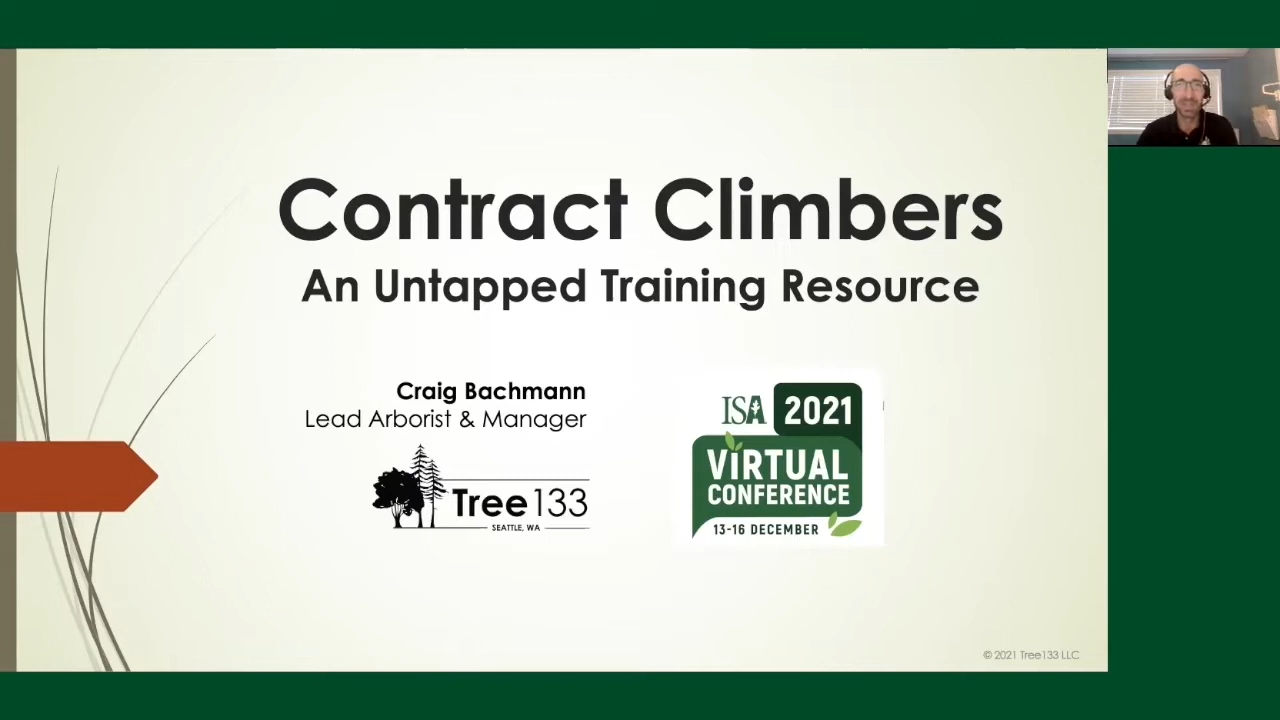 Contract Climbers
An Untapped Training Resource
Craig Bachmann
Lead Arborist & Manager
Tree133
SEATTLE, WA
ISA 2021
VIRTUAL
CONFERENCE
13-16 DECEMBER
© 2021 Tree133 LLC